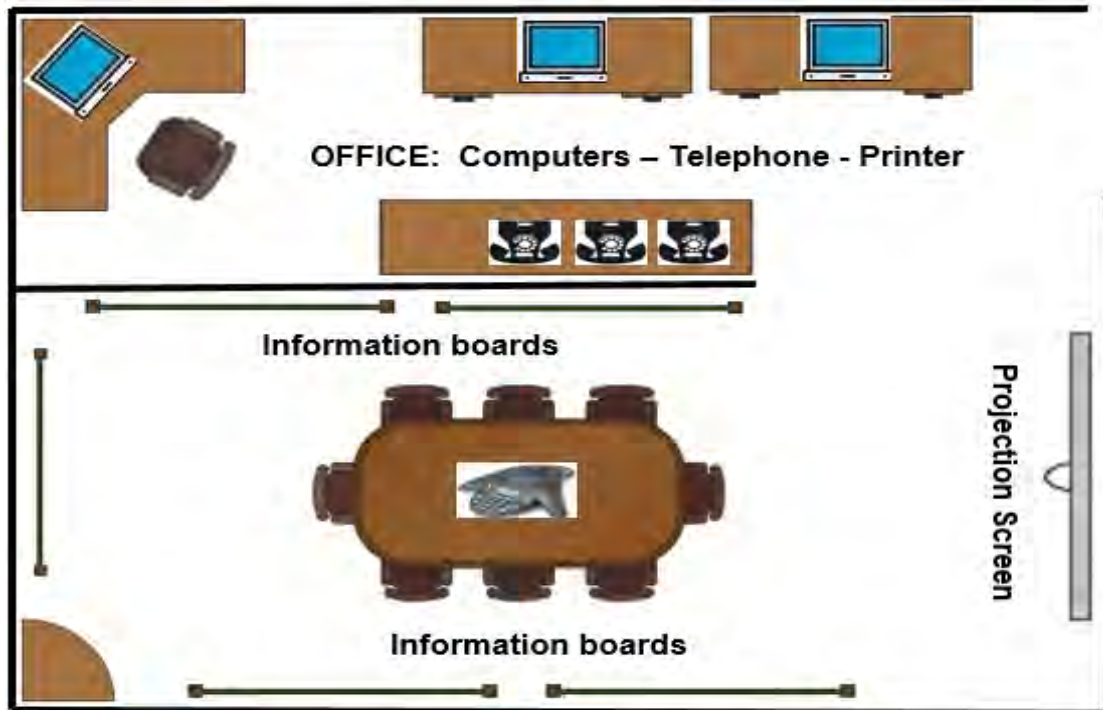 OFFICE:  Computers – Telephone - Printer
Information boards
Projection Screen
Information boards